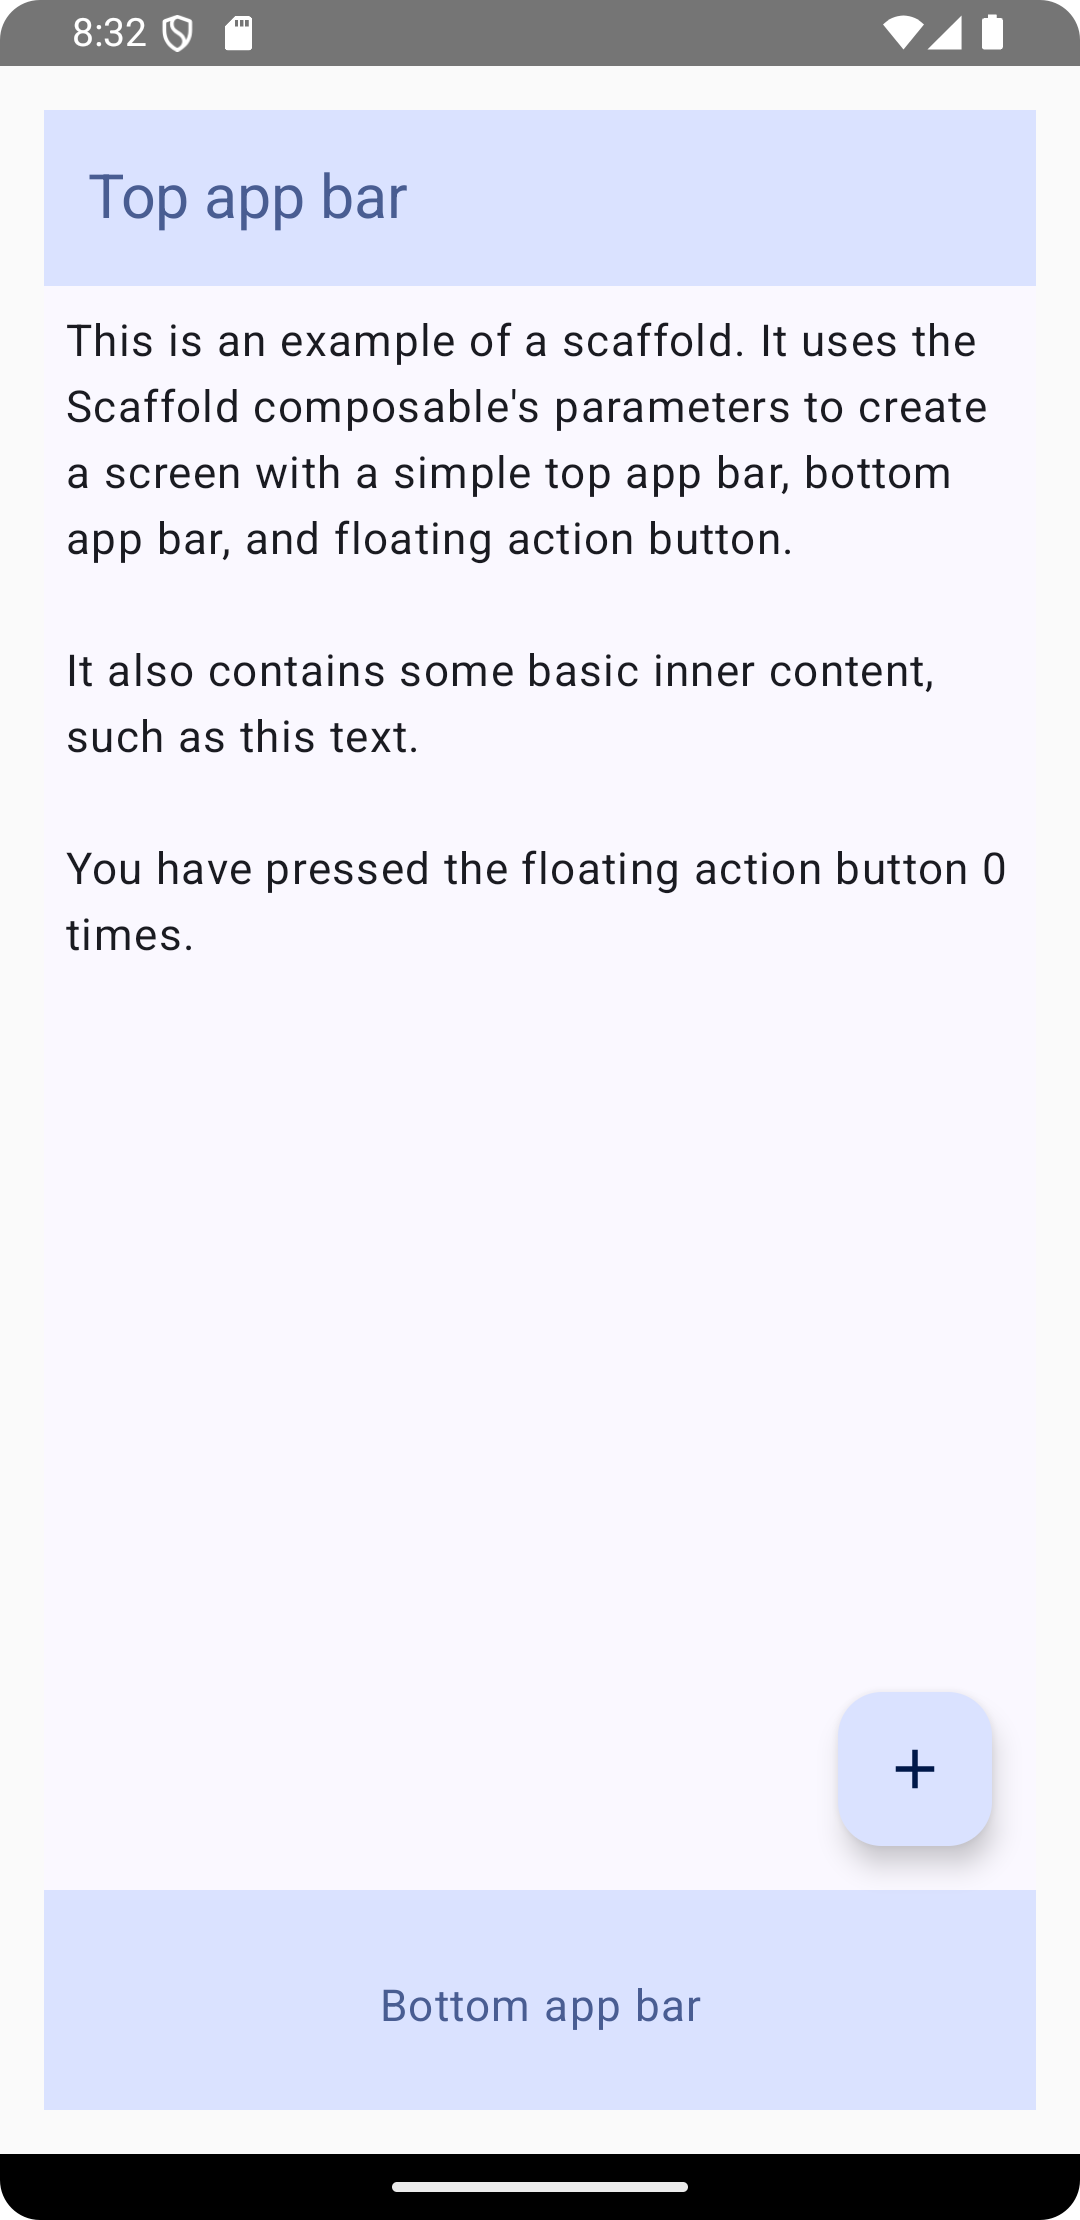 8:32
Top app bar
This is an example of a scaffold. It uses the
Scaffold composable's parameters to create
a screen with a simple top app bar, bottom
app bar, and floating action button.
It also contains some basic inner content,
such as this text.
You have pressed the floating action button 0
times.
Bottom app bar